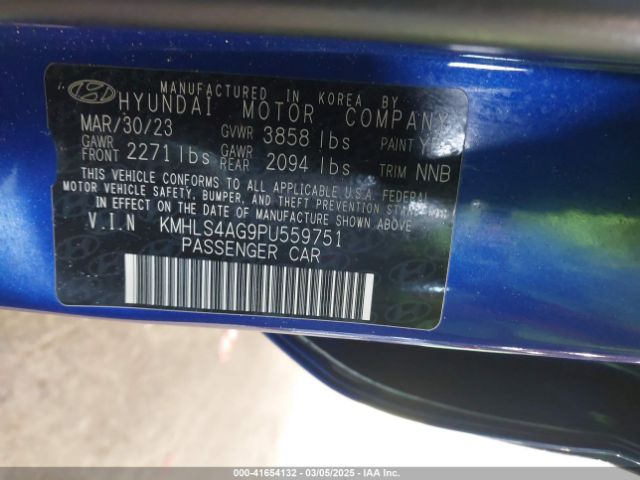 MANUFACTURED IN KOREA BY
HYUNDAI MOTOR COMPANY
MAR/30/23 GVWR 3858 lbs PAINT
GAWR FRONT 2271 lbs GAWR REAR 2094 lbs TRIM NNB
THIS VEHICLE CONFORMS TO ALL APPLICABLE U.S.A. FEDERAL
MOTOR VEHICLE SAFETY, BUMPER, AND THEFT PREVENTION STANDARDS
IN EFFECT ON THE DATE OF MANUFACTURE SHOWN ABOVE.
V.I.N KMHLS4AG9PU559751
PASSENGER CAR
00-41654132 - 03/05/2025 - IAA Inc.